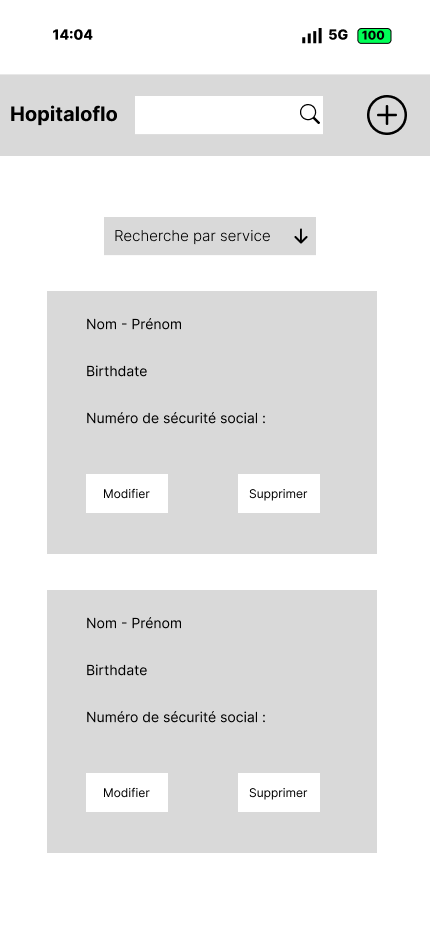 14:04 5G 100
Hopitaloflo
Recherche par service
Nom - Prénom
Birthdate
Numéro de sécurité social :
Modifier Supprimer
Nom - Prénom
Birthdate
Numéro de sécurité social :
Modifier Supprimer